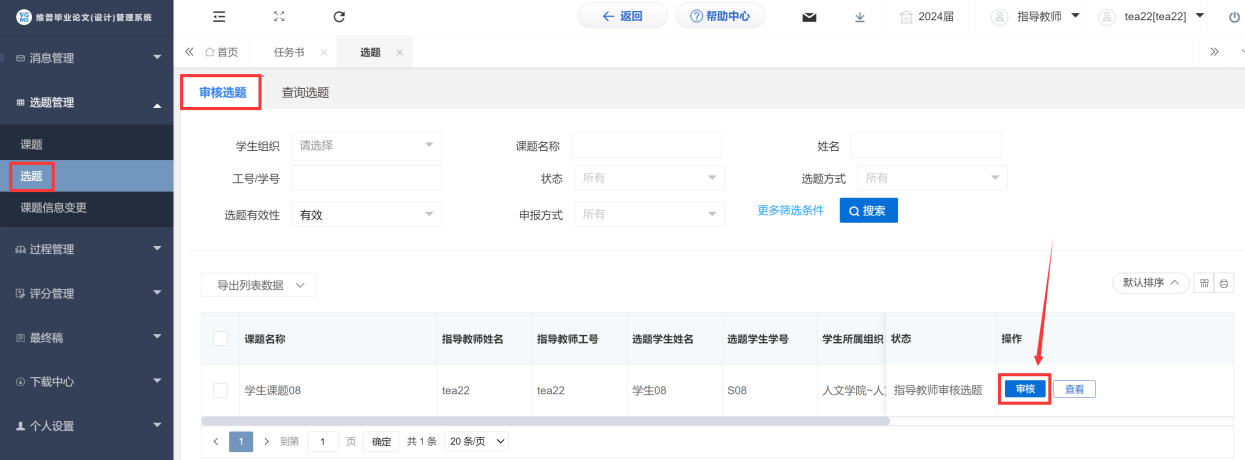 维普毕业论文(设计)管理系统
返回
帮助中心
2024届
指导教师
tea22[tea22]
消息管理
选题管理
课题
选题
课题信息变更
过程管理
评分管理
最终稿
下载中心
个人设置
首页
任务书
选题
审核选题
查询选题
学生组织 请选择
课题名称
姓名
工号/学号
状态 所有
选题方式 所有
选题有效性 有效
申报方式 所有
更多筛选条件
搜索
导出列表数据
默认排序
课题名称 指导教师姓名 指导教师工号 选题学生姓名 选题学生学号 学生所属组织 状态 操作
学生课题08 tea22 tea22 学生08 S08 人文学院~人 指导教师审核选题 审核 查看
1 到第 1 页 确定 共 1 条 20 条/页